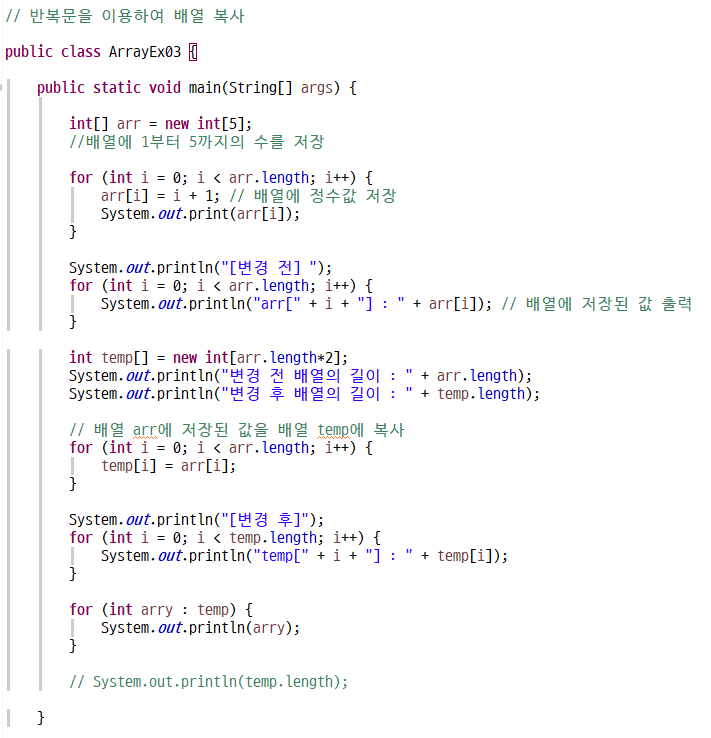 // 반복문을 이용하여 배열 복사
public class ArrayEx03 {
public static void main(String[] args) {
int[] arr = new int[5];
//배열에 1부터 5까지의 수를 저장
for (int i = 0; i < arr.length; i++) {
arr[i] = i + 1; // 배열에 정수값 저장
System.out.print(arr[i]);
}
System.out.println("[변경 전] ");
for (int i = 0; i < arr.length; i++) {
System.out.println("arr[" + i + "] : " + arr[i]); // 배열에 저장된 값 출력
}
int temp[] = new int[arr.length*2];
System.out.println("변경 전 배열의 길이 : " + arr.length);
System.out.println("변경 후 배열의 길이 : " + temp.length);
// 배열 arr에 저장된 값을 배열 temp에 복사
for (int i = 0; i < arr.length; i++) {
temp[i] = arr[i];
}
System.out.println("[변경 후]");
for (int i = 0; i < temp.length; i++) {
System.out.println("temp[" + i + "] : " + temp[i]);
}
for (int arry : temp) {
System.out.println(arry);
}
// System.out.println(temp.length);
}